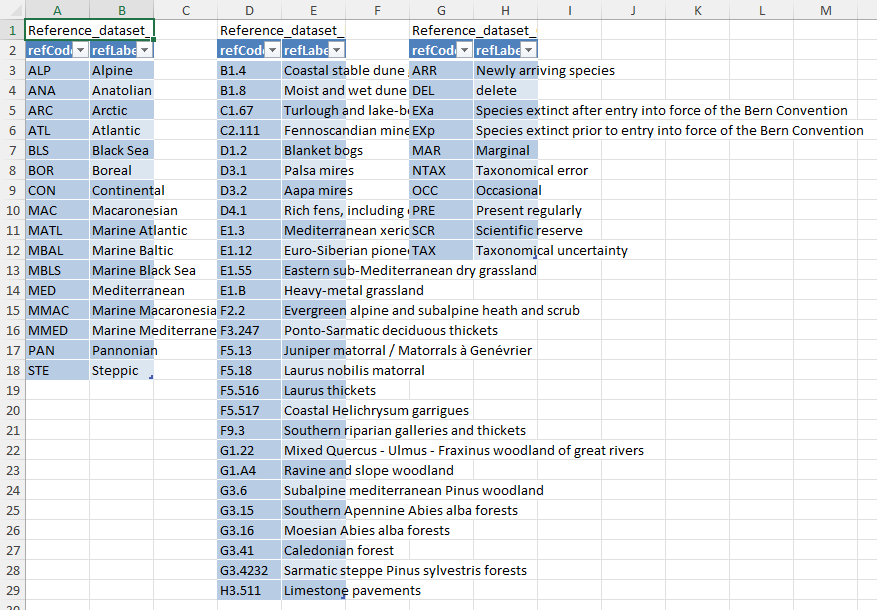 A B C D E F G H I J K L M
1 Reference_dataset_ Reference_dataset_ Reference_dataset_
2 refCod refLabe refCod refLabe refCod refLabe
3 ALP Alpine B1.4 Coastal stable dune ARR Newly arriving species
4 ANA Anatolian B1.8 Moist and wet dune DEL delete
5 ARC Arctic C1.67 Turlough and lake-b EXa Species extinct after entry into force of the Bern Convention
6 ATL Atlantic C2.111 Fennoscandian mine EXp Species extinct prior to entry into force of the Bern Convention
7 BLS Black Sea D1.2 Blanket bogs MAR Marginal
8 BOR Boreal D3.1 Palsa mires NTAX Taxonomical error
9 CON Continental D3.2 Aapa mires OCC Occasional
10 MAC Macaronesian D4.1 Rich fens, including PRE Present regularly
11 MATL Marine Atlantic E1.3 Mediterranean xeric SCR Scientific reserve
12 MBAL Marine Baltic E1.12 Euro-Siberian pionee TAX Taxonomical uncertainty
13 MBLS Marine Black Sea E1.55 Eastern sub-Mediterranean dry grassland
14 MED Mediterranean E1.B Heavy-metal grassland
15 MMAC Marine Macaronesia F2.2 Evergreen alpine and subalpine heath and scrub
16 MMED Marine Mediterrane F3.247 Ponto-Sarmatic deciduous thickets
17 PAN Pannonian F5.13 Juniper matorral / Matorrals à Genévrier
18 STE Steppic F5.18 Laurus nobilis matorral
19 F5.516 Laurus thickets
20 F5.517 Coastal Helichrysum garrigues
21 F9.3 Southern riparian galleries and thickets
22 G1.22 Mixed Quercus - Ulmus - Fraxinus woodland of great rivers
23 G1.A4 Ravine and slope woodland
24 G3.6 Subalpine mediterranean Pinus woodland
25 G3.15 Southern Apennine Abies alba forests
26 G3.16 Moesian Abies alba forests
27 G3.41 Caledonian forest
28 G3.4232 Sarmatic steppe Pinus sylvestris forests
29 H3.511 Limestone pavements